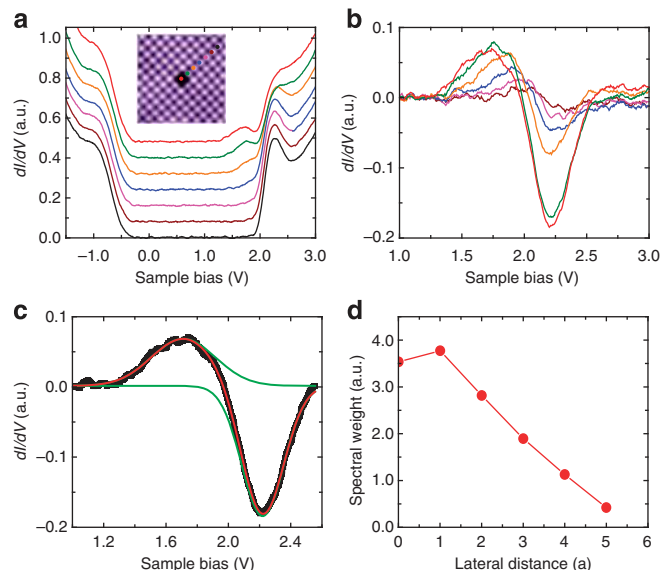 a
1.0
0.8
0.6
0.4
0.2
0.0
dI/dV (a.u.)
−1.0 0.0 1.0 2.0 3.0
Sample bias (V)
b
0.1
0.0
−0.1
−0.2
dI/dV (a.u.)
1.0 1.5 2.0 2.5 3.0
Sample bias (V)
c
0.1
0.0
−0.1
−0.2
dI/dV (a.u.)
1.2 1.6 2.0 2.4
Sample bias (V)
d
4.0
3.0
2.0
1.0
0.0
Spectral weight (a.u.)
0 1 2 3 4 5 6
Lateral distance (a)